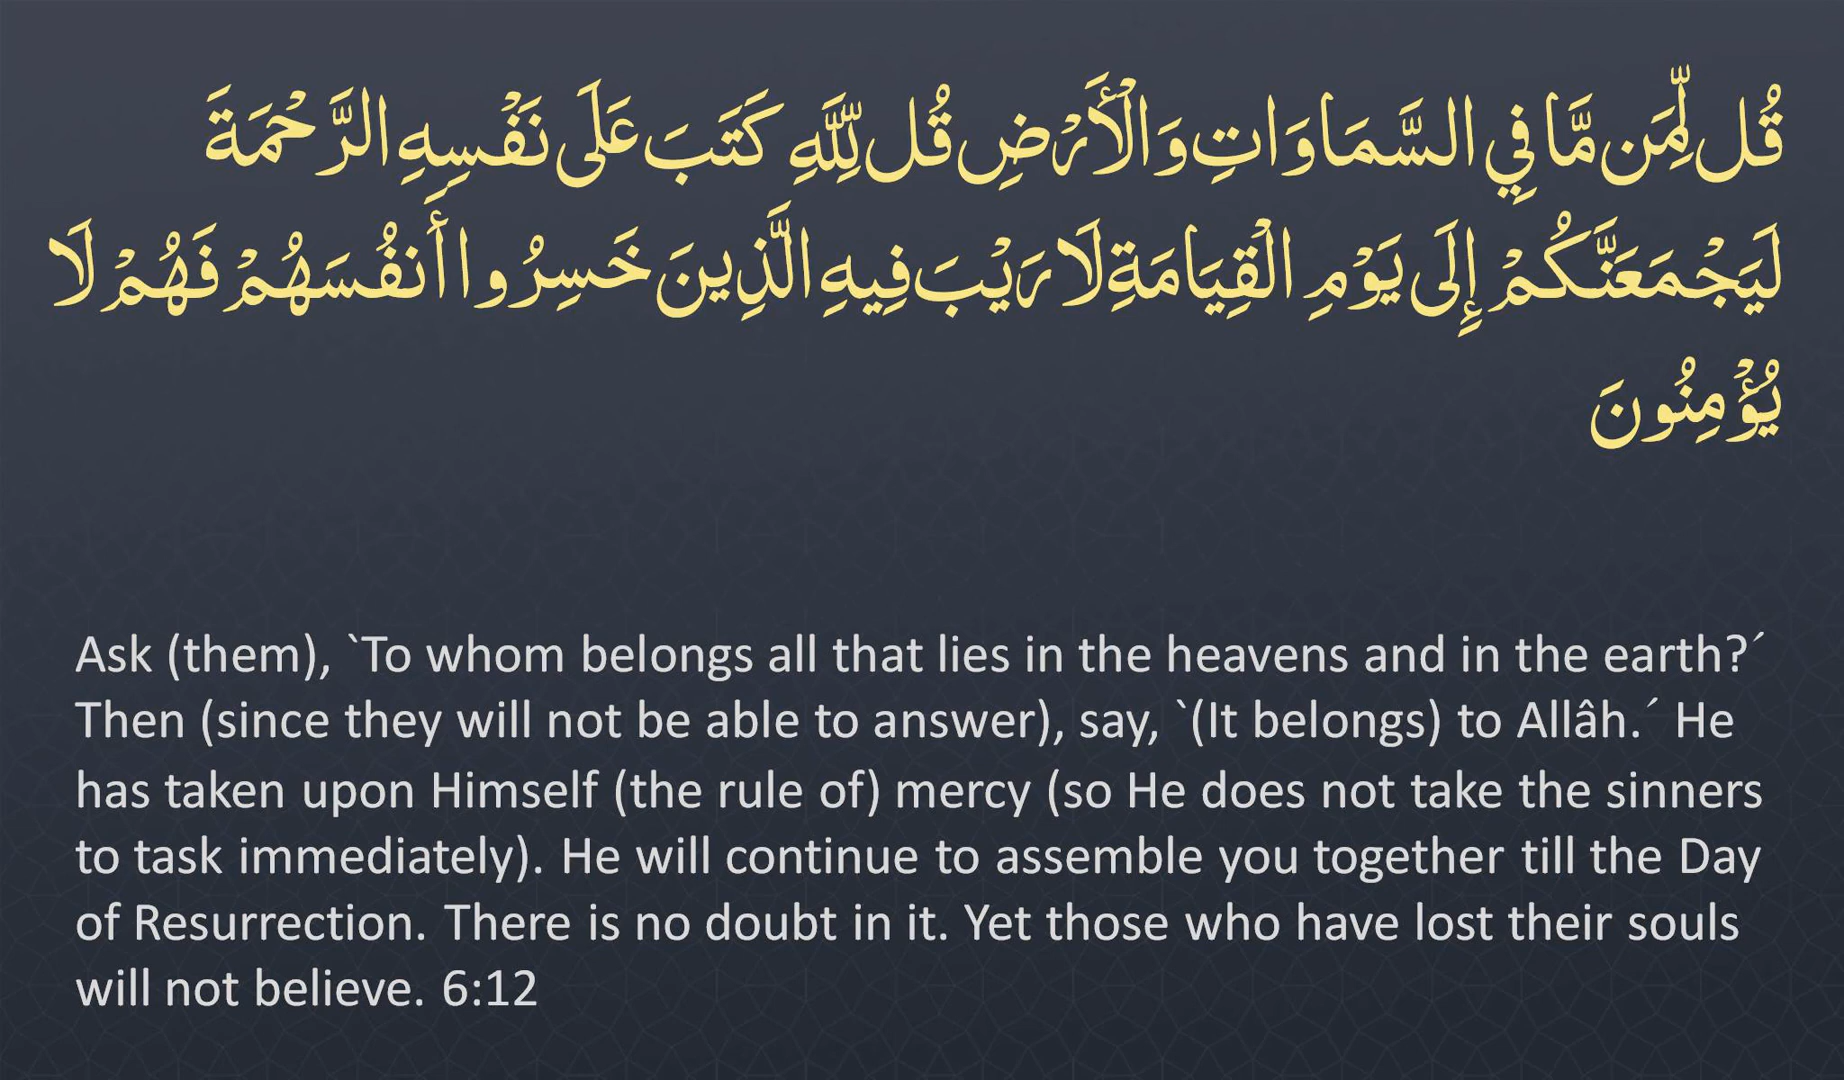 قُل لِّمَن مَّا فِي السَّمَاوَاتِ وَالْأَرْضِ قُل لِلَّهِ كَتَبَ عَلَى نَفْسِهِ الرَّحْمَةَ
لَيَجْمَعَنَّكُمْ إِلَى يَوْمِ الْقِيَامَةِ لَا رَيْبَ فِيهِ الَّذِينَ خَسِرُوا أَنفُسَهُمْ فَهُمْ لَا
يُؤْمِنُونَ
Ask (them), `To whom belongs all that lies in the heavens and in the earth?´
Then (since they will not be able to answer), say, `(It belongs) to Allâh.´ He
has taken upon Himself (the rule of) mercy (so He does not take the sinners
to task immediately). He will continue to assemble you together till the Day
of Resurrection. There is no doubt in it. Yet those who have lost their souls
will not believe. 6:12